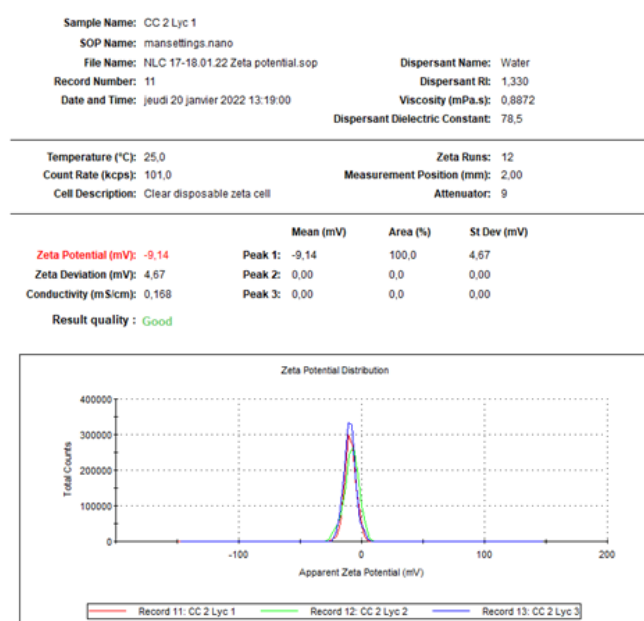 Sample Name: CC 2 Lyc 1
SOP Name: mansettings.nano
File Name: NLC 17-18.01.22 Zeta potential.sop Dispersant Name: Water
Record Number: 11 Dispersant RI: 1,330
Date and Time: jeudi 20 janvier 2022 13:19:00 Viscosity (mPa.s): 0,8872
Dispersant Dielectric Constant: 78,5
Temperature (°C): 25,0 Zeta Runs: 12
Count Rate (kcps): 101,0 Measurement Position (mm): 2,00
Cell Description: Clear disposable zeta cell Attenuator: 9
Mean (mV) Area (%) St Dev (mV)
Zeta Potential (mV): -9,14 Peak 1: -9,14 100,0 4,67
Zeta Deviation (mV): 4,67 Peak 2: 0,00 0,0 0,00
Conductivity (mS/cm): 0,168 Peak 3: 0,00 0,0 0,00
Result quality : Good
Zeta Potential Distribution
400000
300000
200000
100000
0
Total Counts
-100 0 100 200
Apparent Zeta Potential (mV)
Record 11: CC 2 Lyc 1 Record 12: CC 2 Lyc 2 Record 13: CC 2 Lyc 3